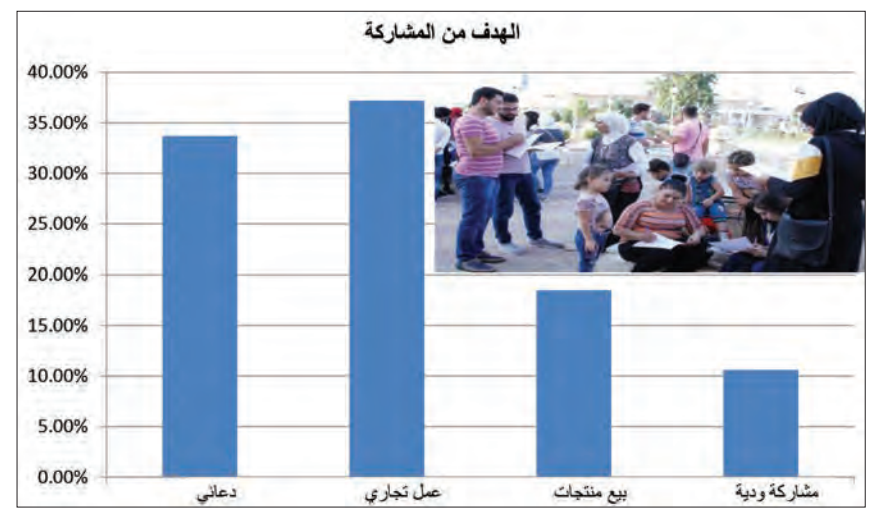 الهدف من المشاركة
40.00%
35.00%
30.00%
25.00%
20.00%
15.00%
10.00%
5.00%
0.00%
دعائي
عمل تجاري
بيع منتجات
مشاركة ودية